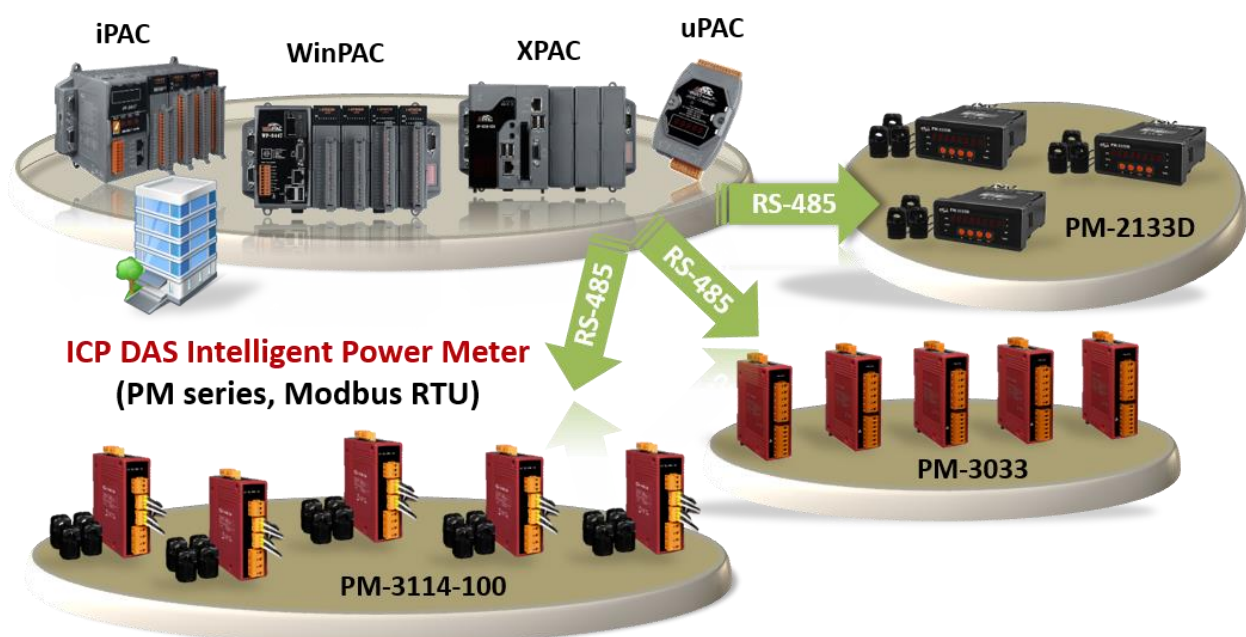 iPAC
WinPAC
XPAC
uPAC
RS-485
PM-2133D
RS-485
RS-485
ICP DAS Intelligent Power Meter
(PM series, Modbus RTU)
PM-3033
PM-3114-100